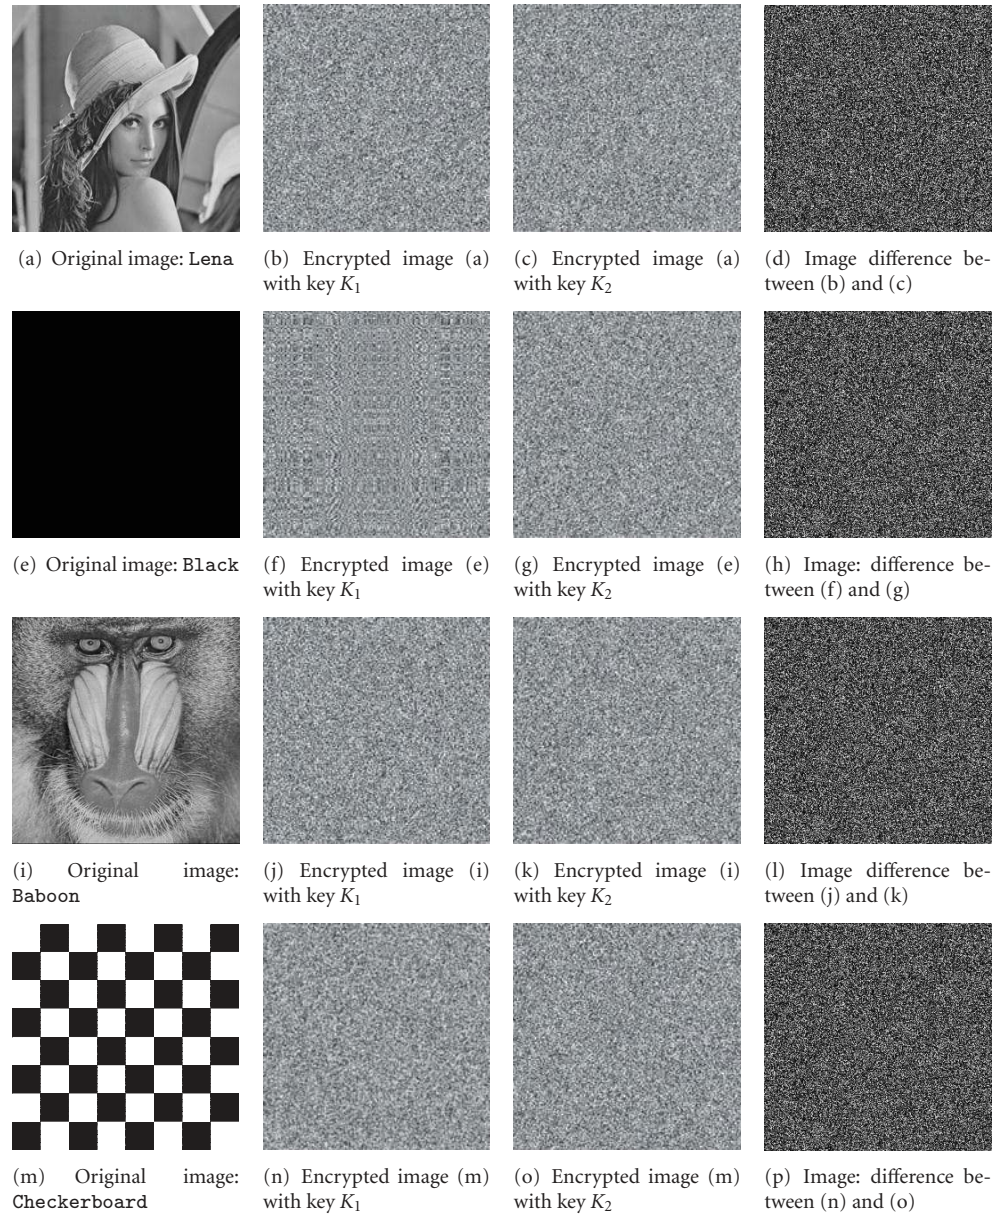 (a) Original image: Lena
(b) Encrypted image (a)
with key K1
(c) Encrypted image (a)
with key K2
(d) Image difference be-
tween (b) and (c)
(e) Original image: Black
(f) Encrypted image (e)
with key K1
(g) Encrypted image (e)
with key K2
(h) Image: difference be-
tween (f) and (g)
(i) Original image:
Baboon
(j) Encrypted image (i)
with key K1
(k) Encrypted image (i)
with key K2
(l) Image difference be-
tween (j) and (k)
(m) Original image:
Checkerboard
(n) Encrypted image (m)
with key K1
(o) Encrypted image (m)
with key K2
(p) Image: difference be-
tween (n) and (o)